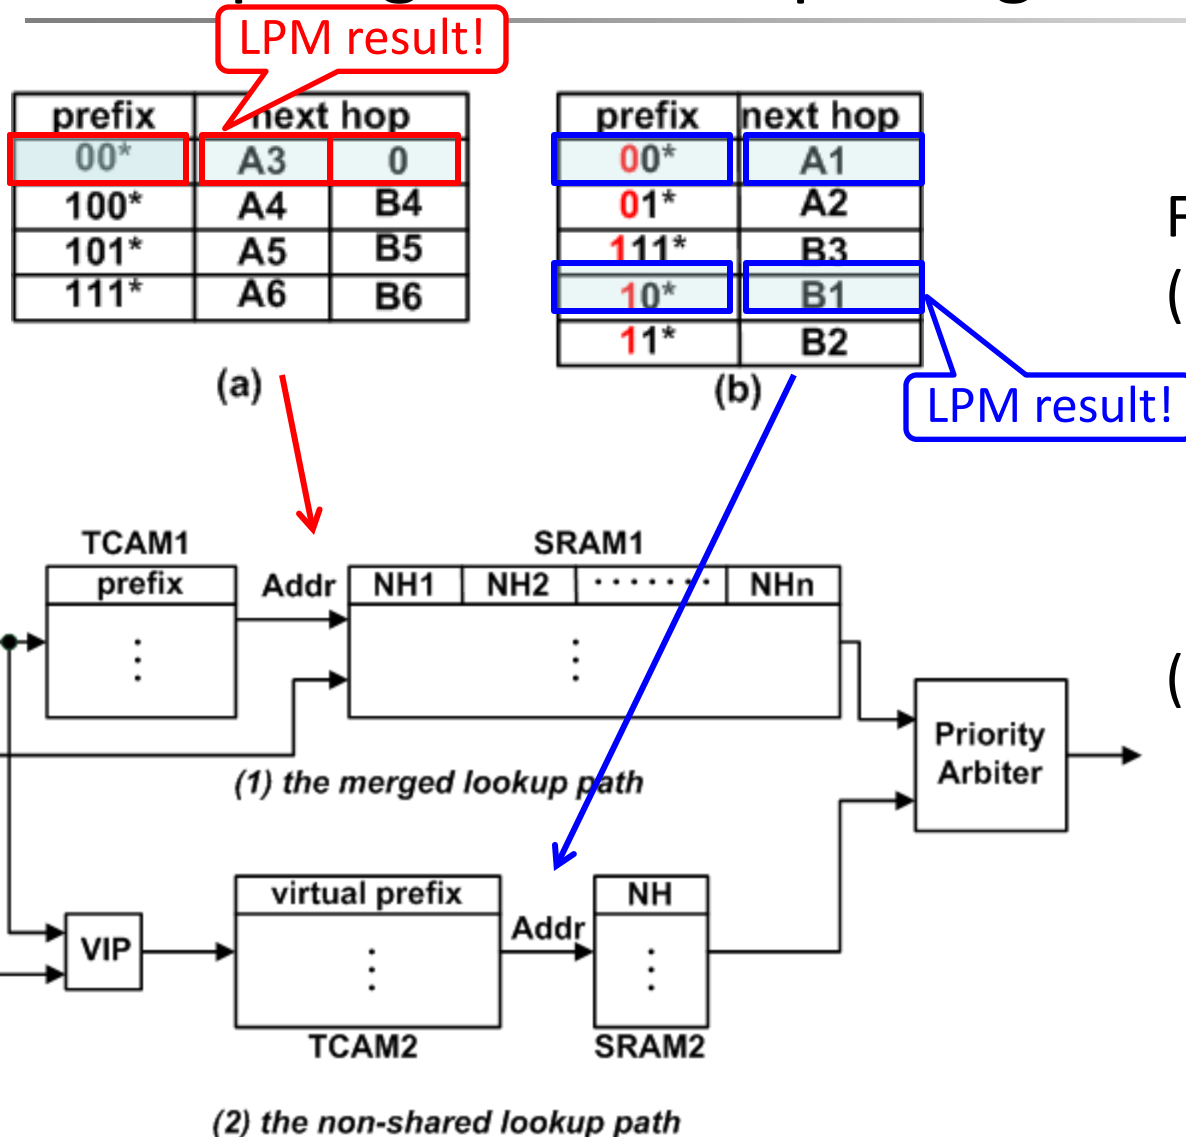 LPM result!
prefix next hop
00* A3 0
100* A4 B4
101* A5 B5
111* A6 B6
(a)
prefix next hop
00* A1
01* A2
111* B3
10* B1
11* B2
(b)
LPM result!
(
TCAM1
prefix
Addr
SRAM1
NH1 NH2 ········ NHn
(1) the merged lookup path
Priority
Arbiter
(
VIP
virtual prefix
TCAM2
Addr
NH
SRAM2
(2) the non-shared lookup path